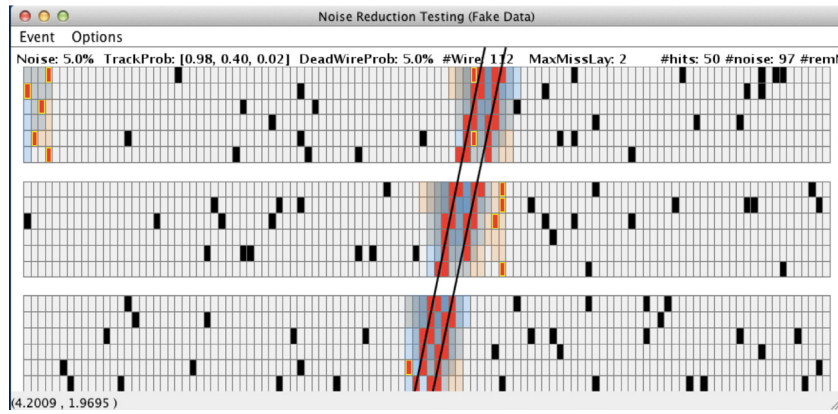 Noise Reduction Testing (Fake Data)
Event Options
Noise: 5.0% TrackProb: [0.98, 0.40, 0.02] DeadWireProb: 5.0% #Wire: 112 MaxMissLay: 2 #hits: 50 #noise: 97 #rem
(4.2009 , 1.9695 )